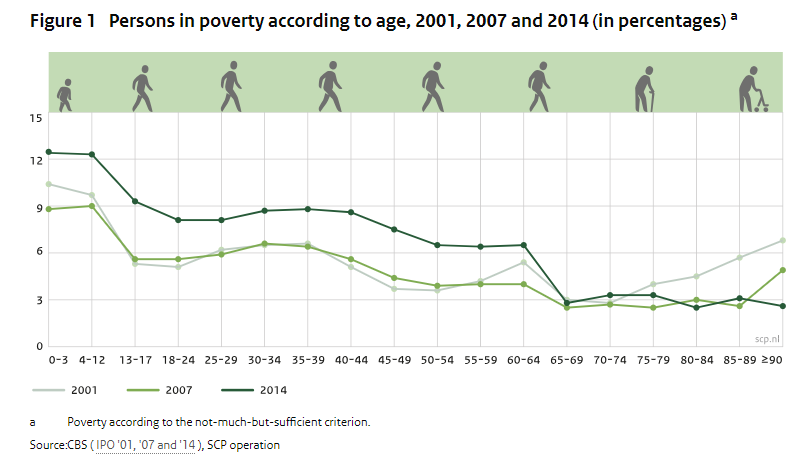 Figure 1 Persons in poverty according to age, 2001, 2007 and 2014 (in percentages) a
15
12
9
6
3
0
scp.nl
0-3 4-12 13-17 18-24 25-29 30-34 35-39 40-44 45-49 50-54 55-59 60-64 65-69 70-74 75-79 80-84 85-89 ≥90
2001 2007 2014
a Poverty according to the not-much-but-sufficient criterion.
Source:CBS ( IPO '01, '07 and '14 ), SCP operation